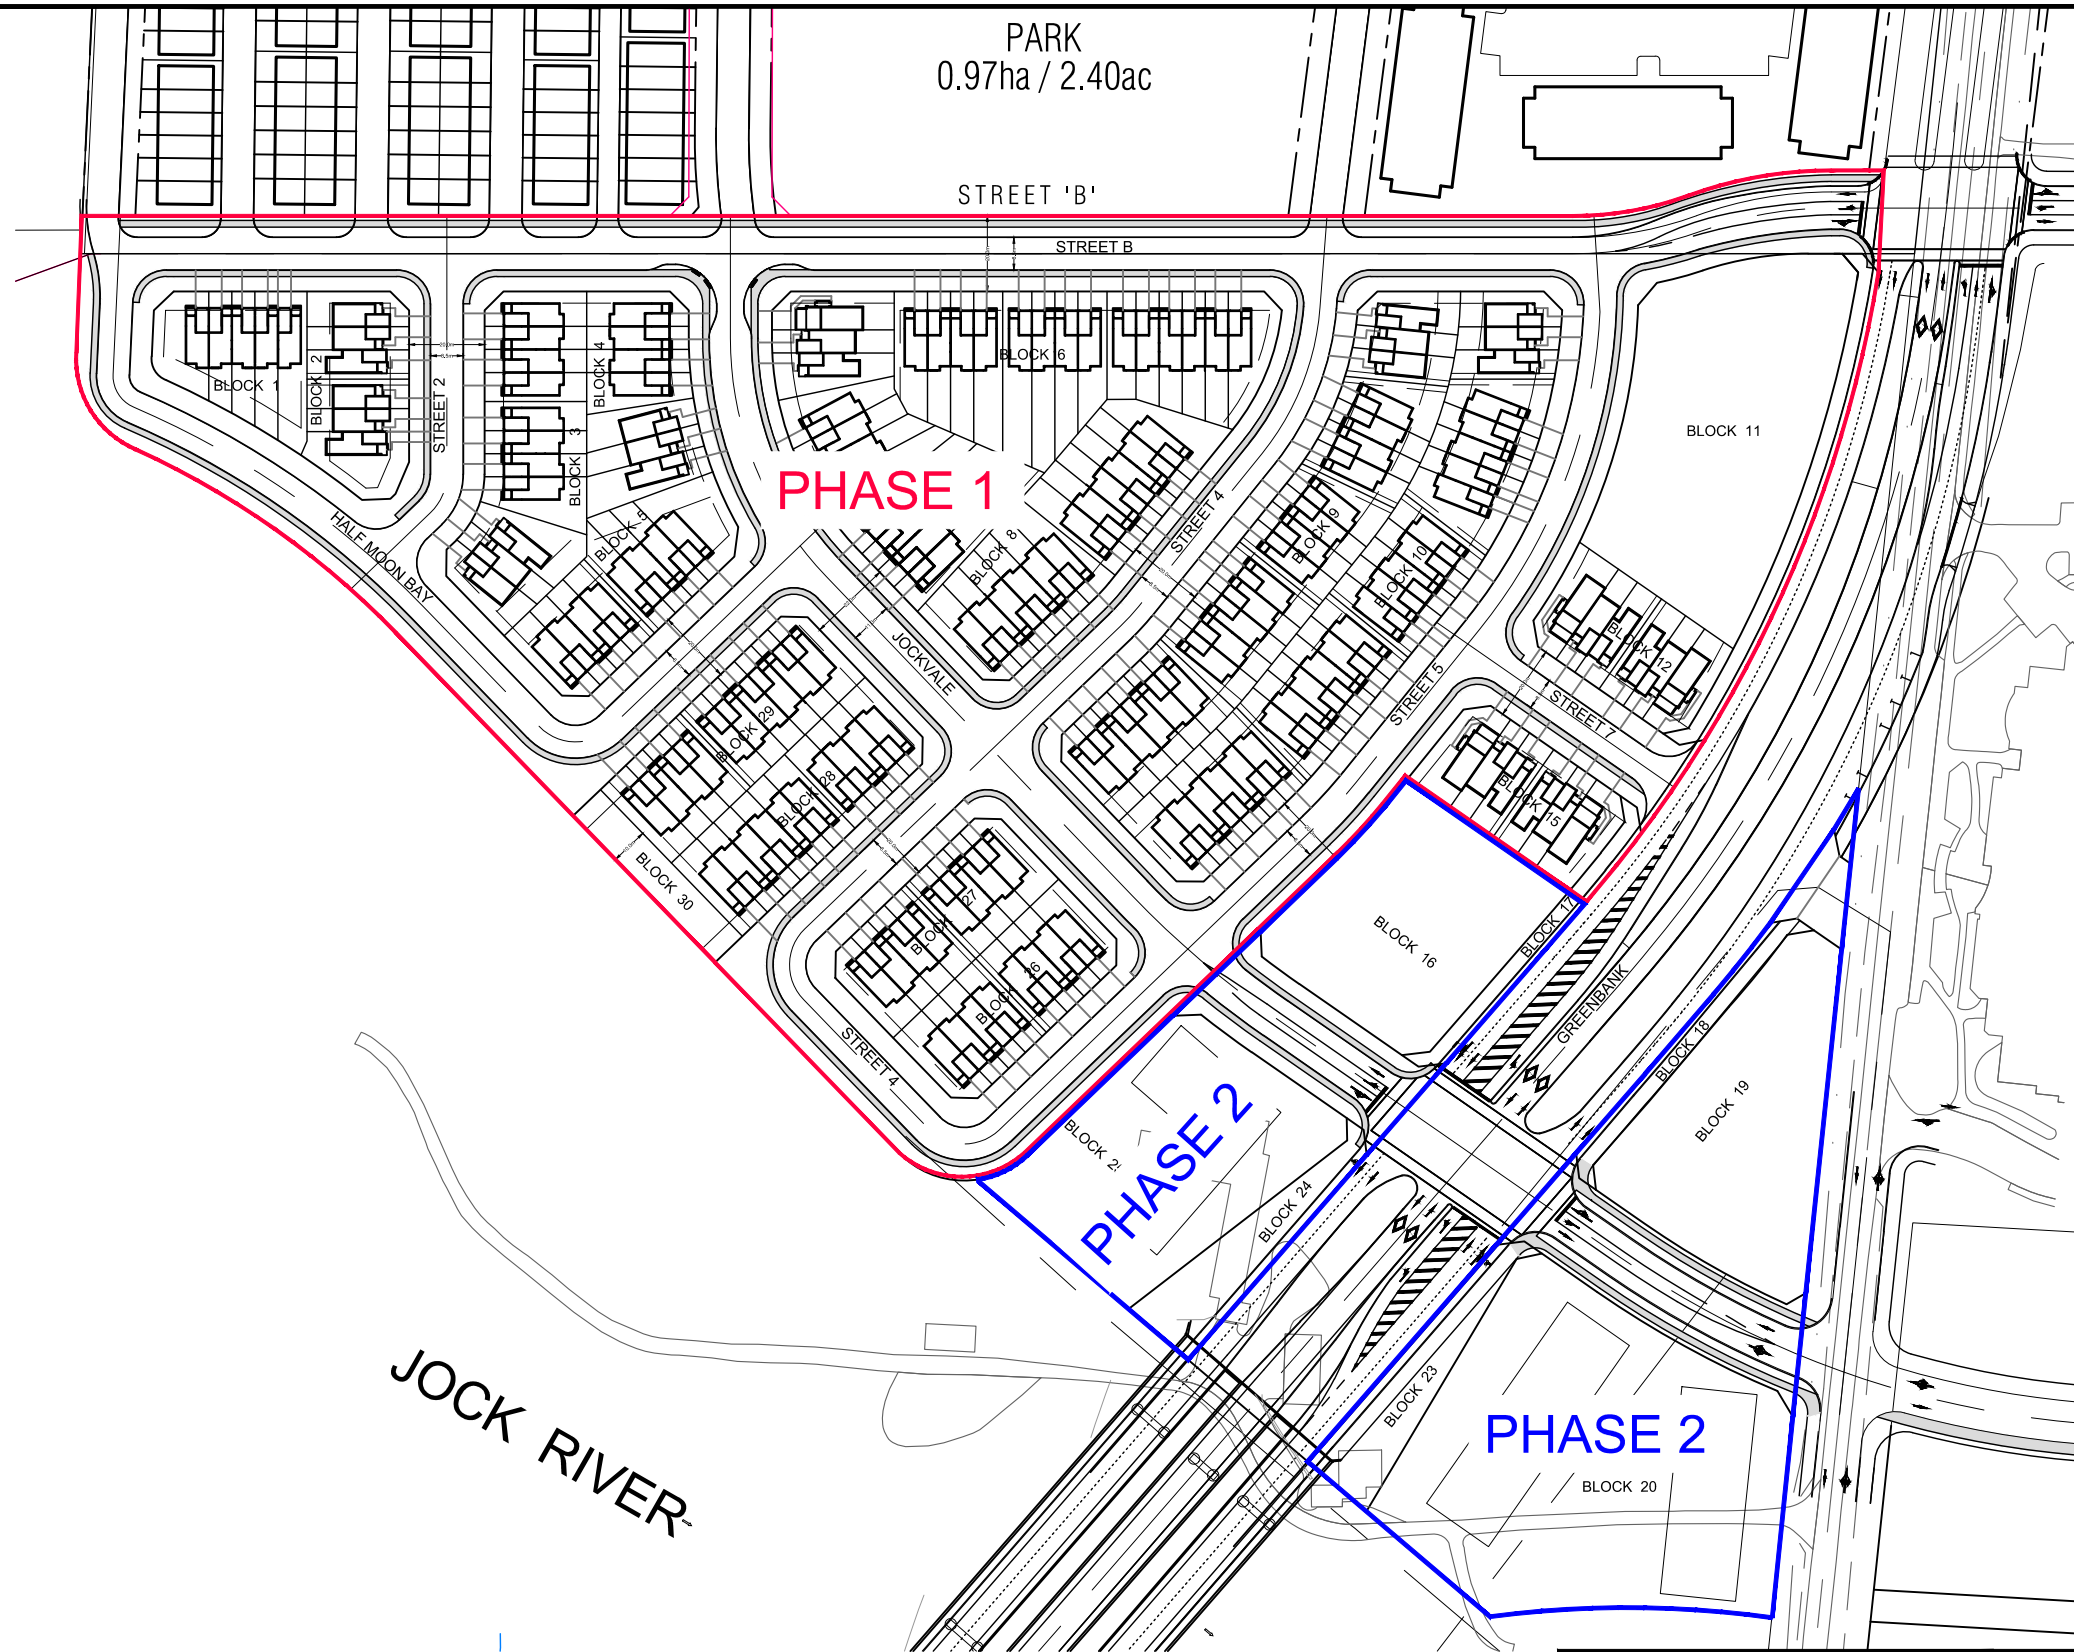 PARK
0.97ha / 2.40ac
STREET 'B'
STREET B
BLOCK 1
BLOCK 2
STREET 2
BLOCK 3
BLOCK 4
BLOCK 6
BLOCK 11
PHASE 1
HALF MOON BAY
BLOCK 5
BLOCK 8
STREET 4
BLOCK 9
BLOCK 10
JOCKVALE
STREET 5
BLOCK 12
STREET 7
BLOCK 29
BLOCK 28
BLOCK 15
BLOCK 30
BLOCK 27
BLOCK 26
BLOCK 16
BLOCK 17
GREENBANK
STREET 4
BLOCK 18
BLOCK 19
PHASE 2
BLOCK 24
BLOCK 23
JOCK RIVER
PHASE 2
BLOCK 20